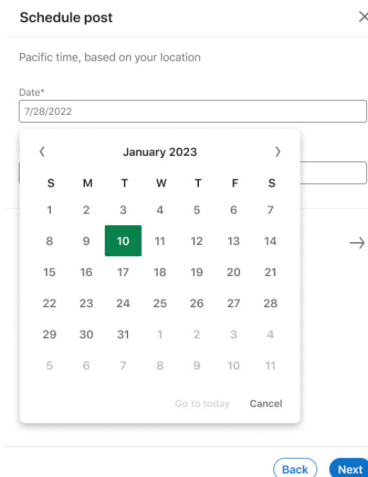 Schedule post
Pacific time, based on your location
Date*
7/28/2022
January 2023
S M T W T F S
1 2 3 4 5 6 7
8 9 10 11 12 13 14
15 16 17 18 19 20 21
22 23 24 25 26 27 28
29 30 31 1 2 3 4
5 6 7 8 9 10 11
Go to today Cancel
Back Next